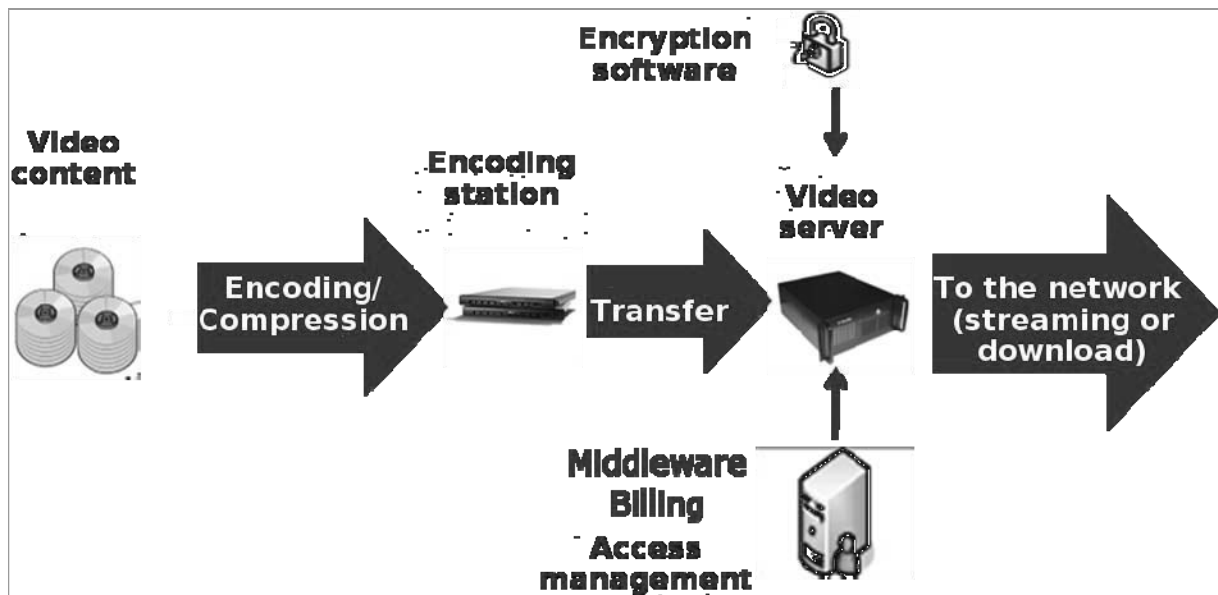 Encryption
software
Video
content
Encoding
station
Video
server
Encoding/
Compression
Transfer
To the network
(streaming or
download)
Middleware
Billing
Access
management